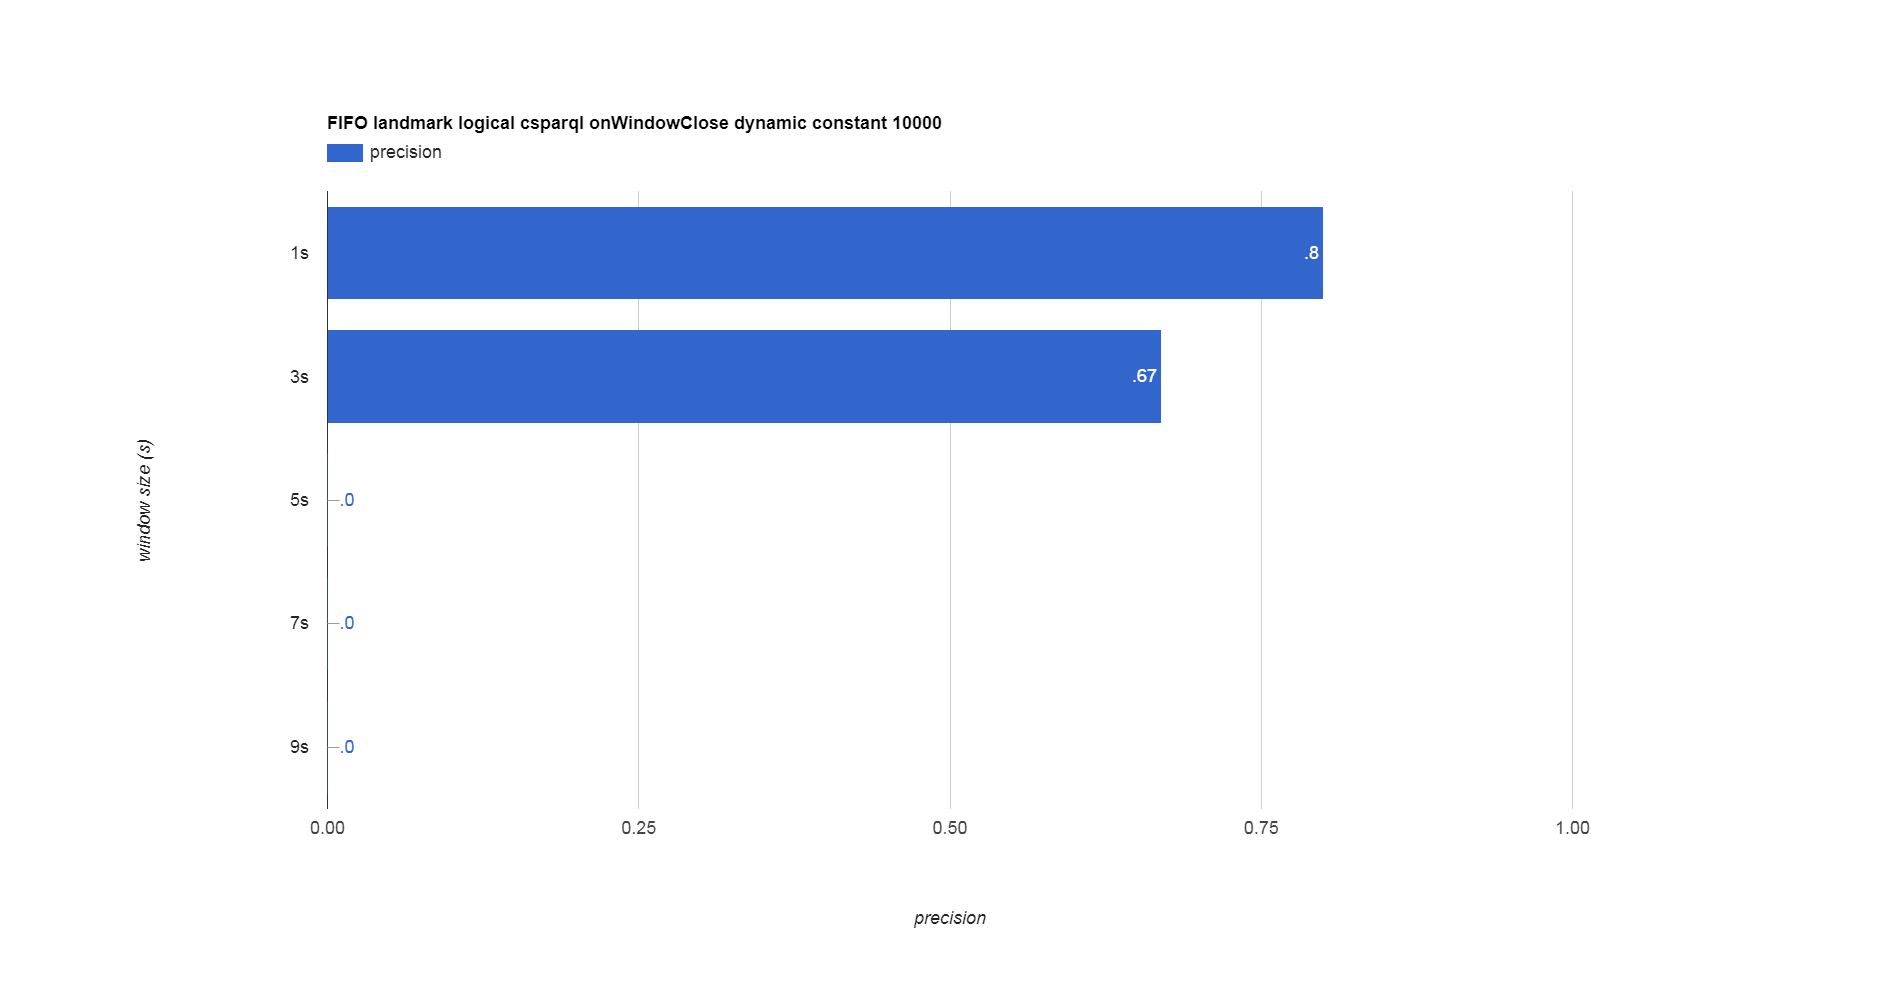 FIFO landmark logical csparql onWindowClose dynamic constant 10000
precision
1s
.8
3s
.67
5s
.0
7s
.0
9s
.0
window size (s)
0.00 0.25 0.50 0.75 1.00
precision